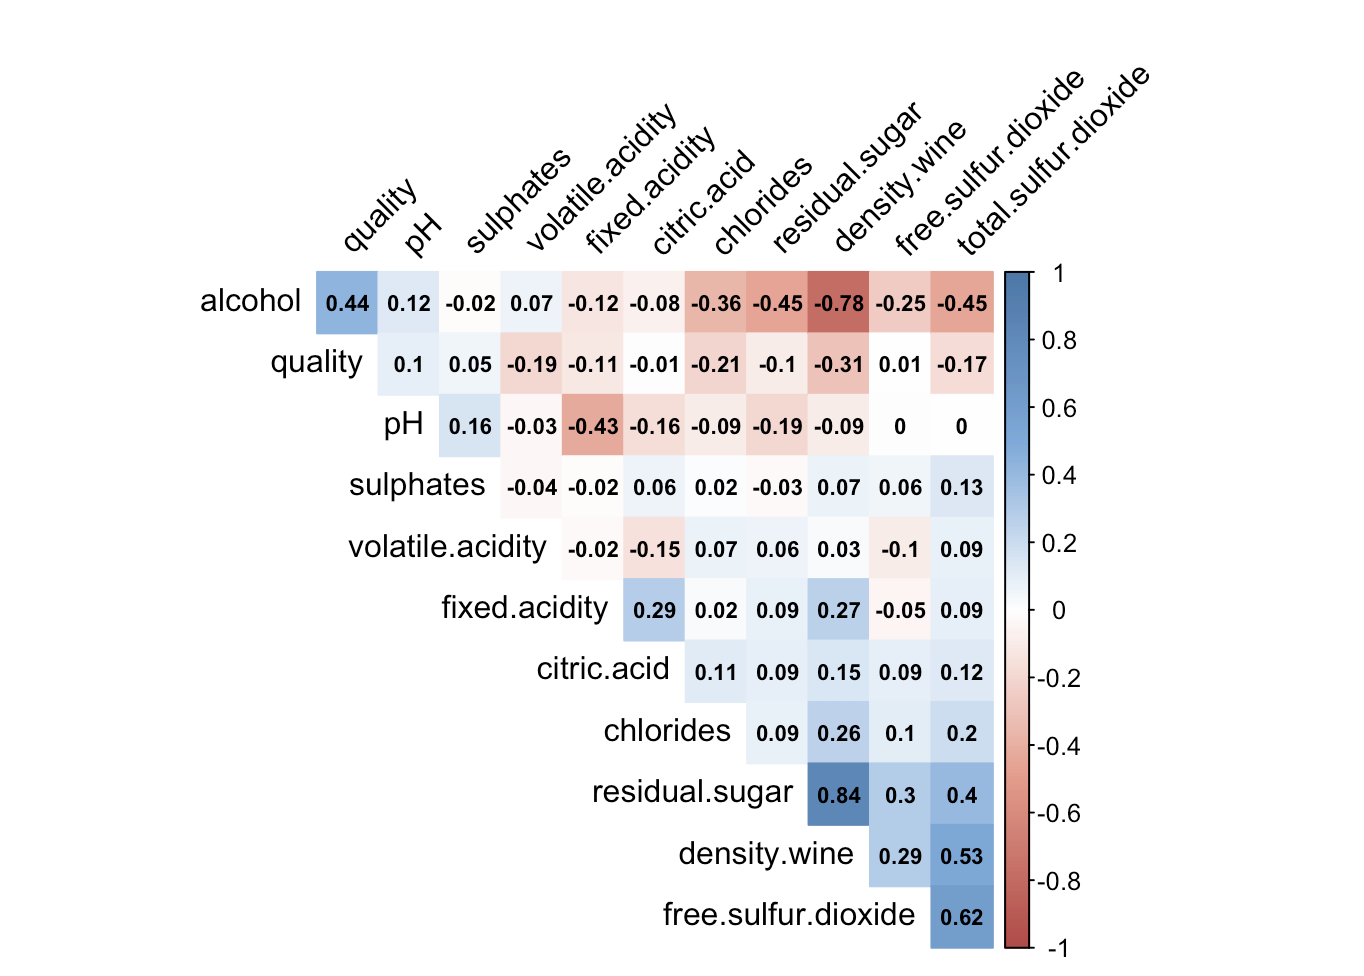 quality
pH
sulphates
volatile.acidity
fixed.acidity
citric.acid
chlorides
residual.sugar
density.wine
free.sulfur.dioxide
total.sulfur.dioxide
alcohol 0.44 0.12 -0.02 0.07 -0.12 -0.08 -0.36 -0.45 -0.78 -0.25 -0.45
quality 0.1 0.05 -0.19 -0.11 -0.01 -0.21 -0.1 -0.31 0.01 -0.17
pH 0.16 -0.03 -0.43 -0.16 -0.09 -0.19 -0.09 0 0
sulphates -0.04 -0.02 0.06 0.02 -0.03 0.07 0.06 0.13
volatile.acidity -0.02 -0.15 0.07 0.06 0.03 -0.1 0.09
fixed.acidity 0.29 0.02 0.09 0.27 -0.05 0.09
citric.acid 0.11 0.09 0.15 0.09 0.12
chlorides 0.09 0.26 0.1 0.2
residual.sugar 0.84 0.3 0.4
density.wine 0.29 0.53
free.sulfur.dioxide 0.62
1
0.8
0.6
0.4
0.2
0
-0.2
-0.4
-0.6
-0.8
-1